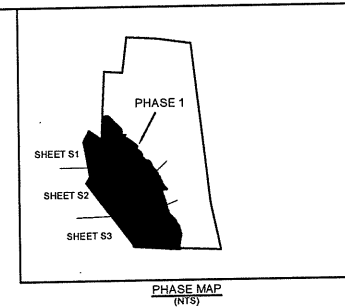 PHASE 1
SHEET S1
SHEET S2
SHEET S3
PHASE MAP
(NTS)